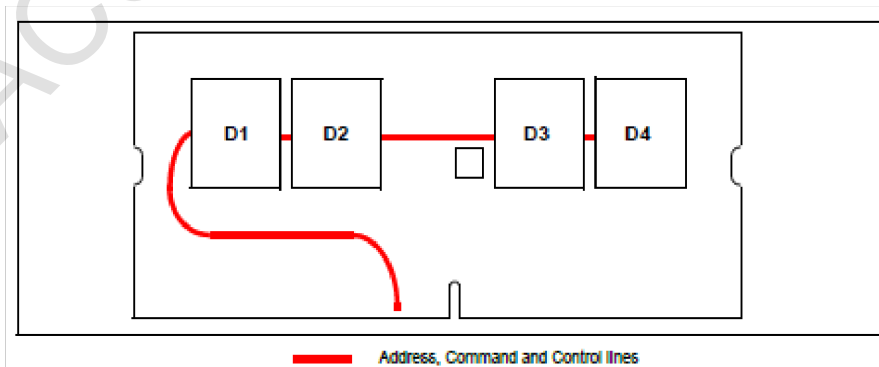 D1 D2 D3 D4
Address, Command and Control lines